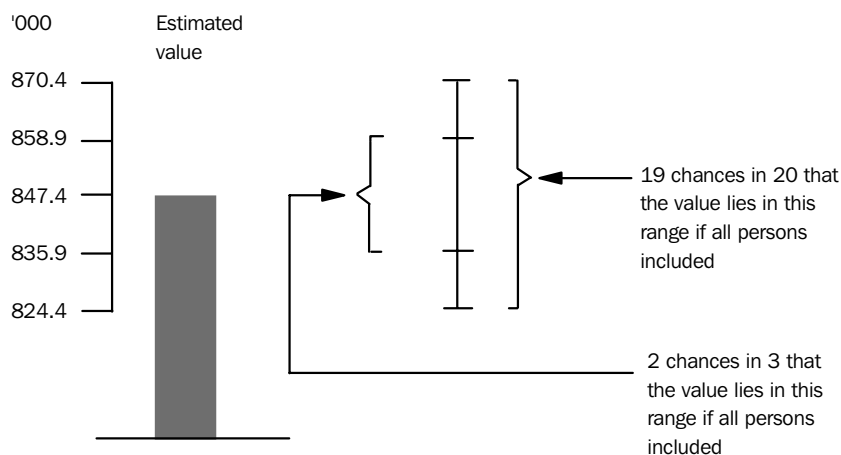 '000
Estimated
value
870.4
858.9
847.4
835.9
824.4
19 chances in 20 that
the value lies in this
range if all persons
included
2 chances in 3 that
the value lies in this
range if all persons
included